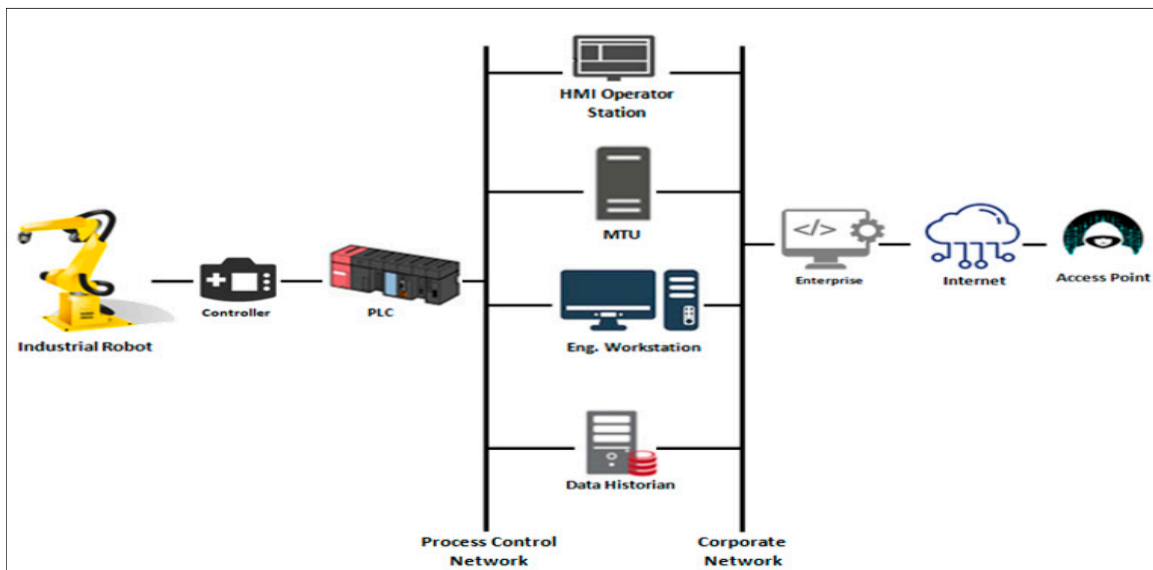 HMI Operator
Station
MTU
</>
Enterprise
Internet
Access Point
Controller
PLC
Industrial Robot
Eng. Workstation
Data Historian
Process Control
Network
Corporate
Network